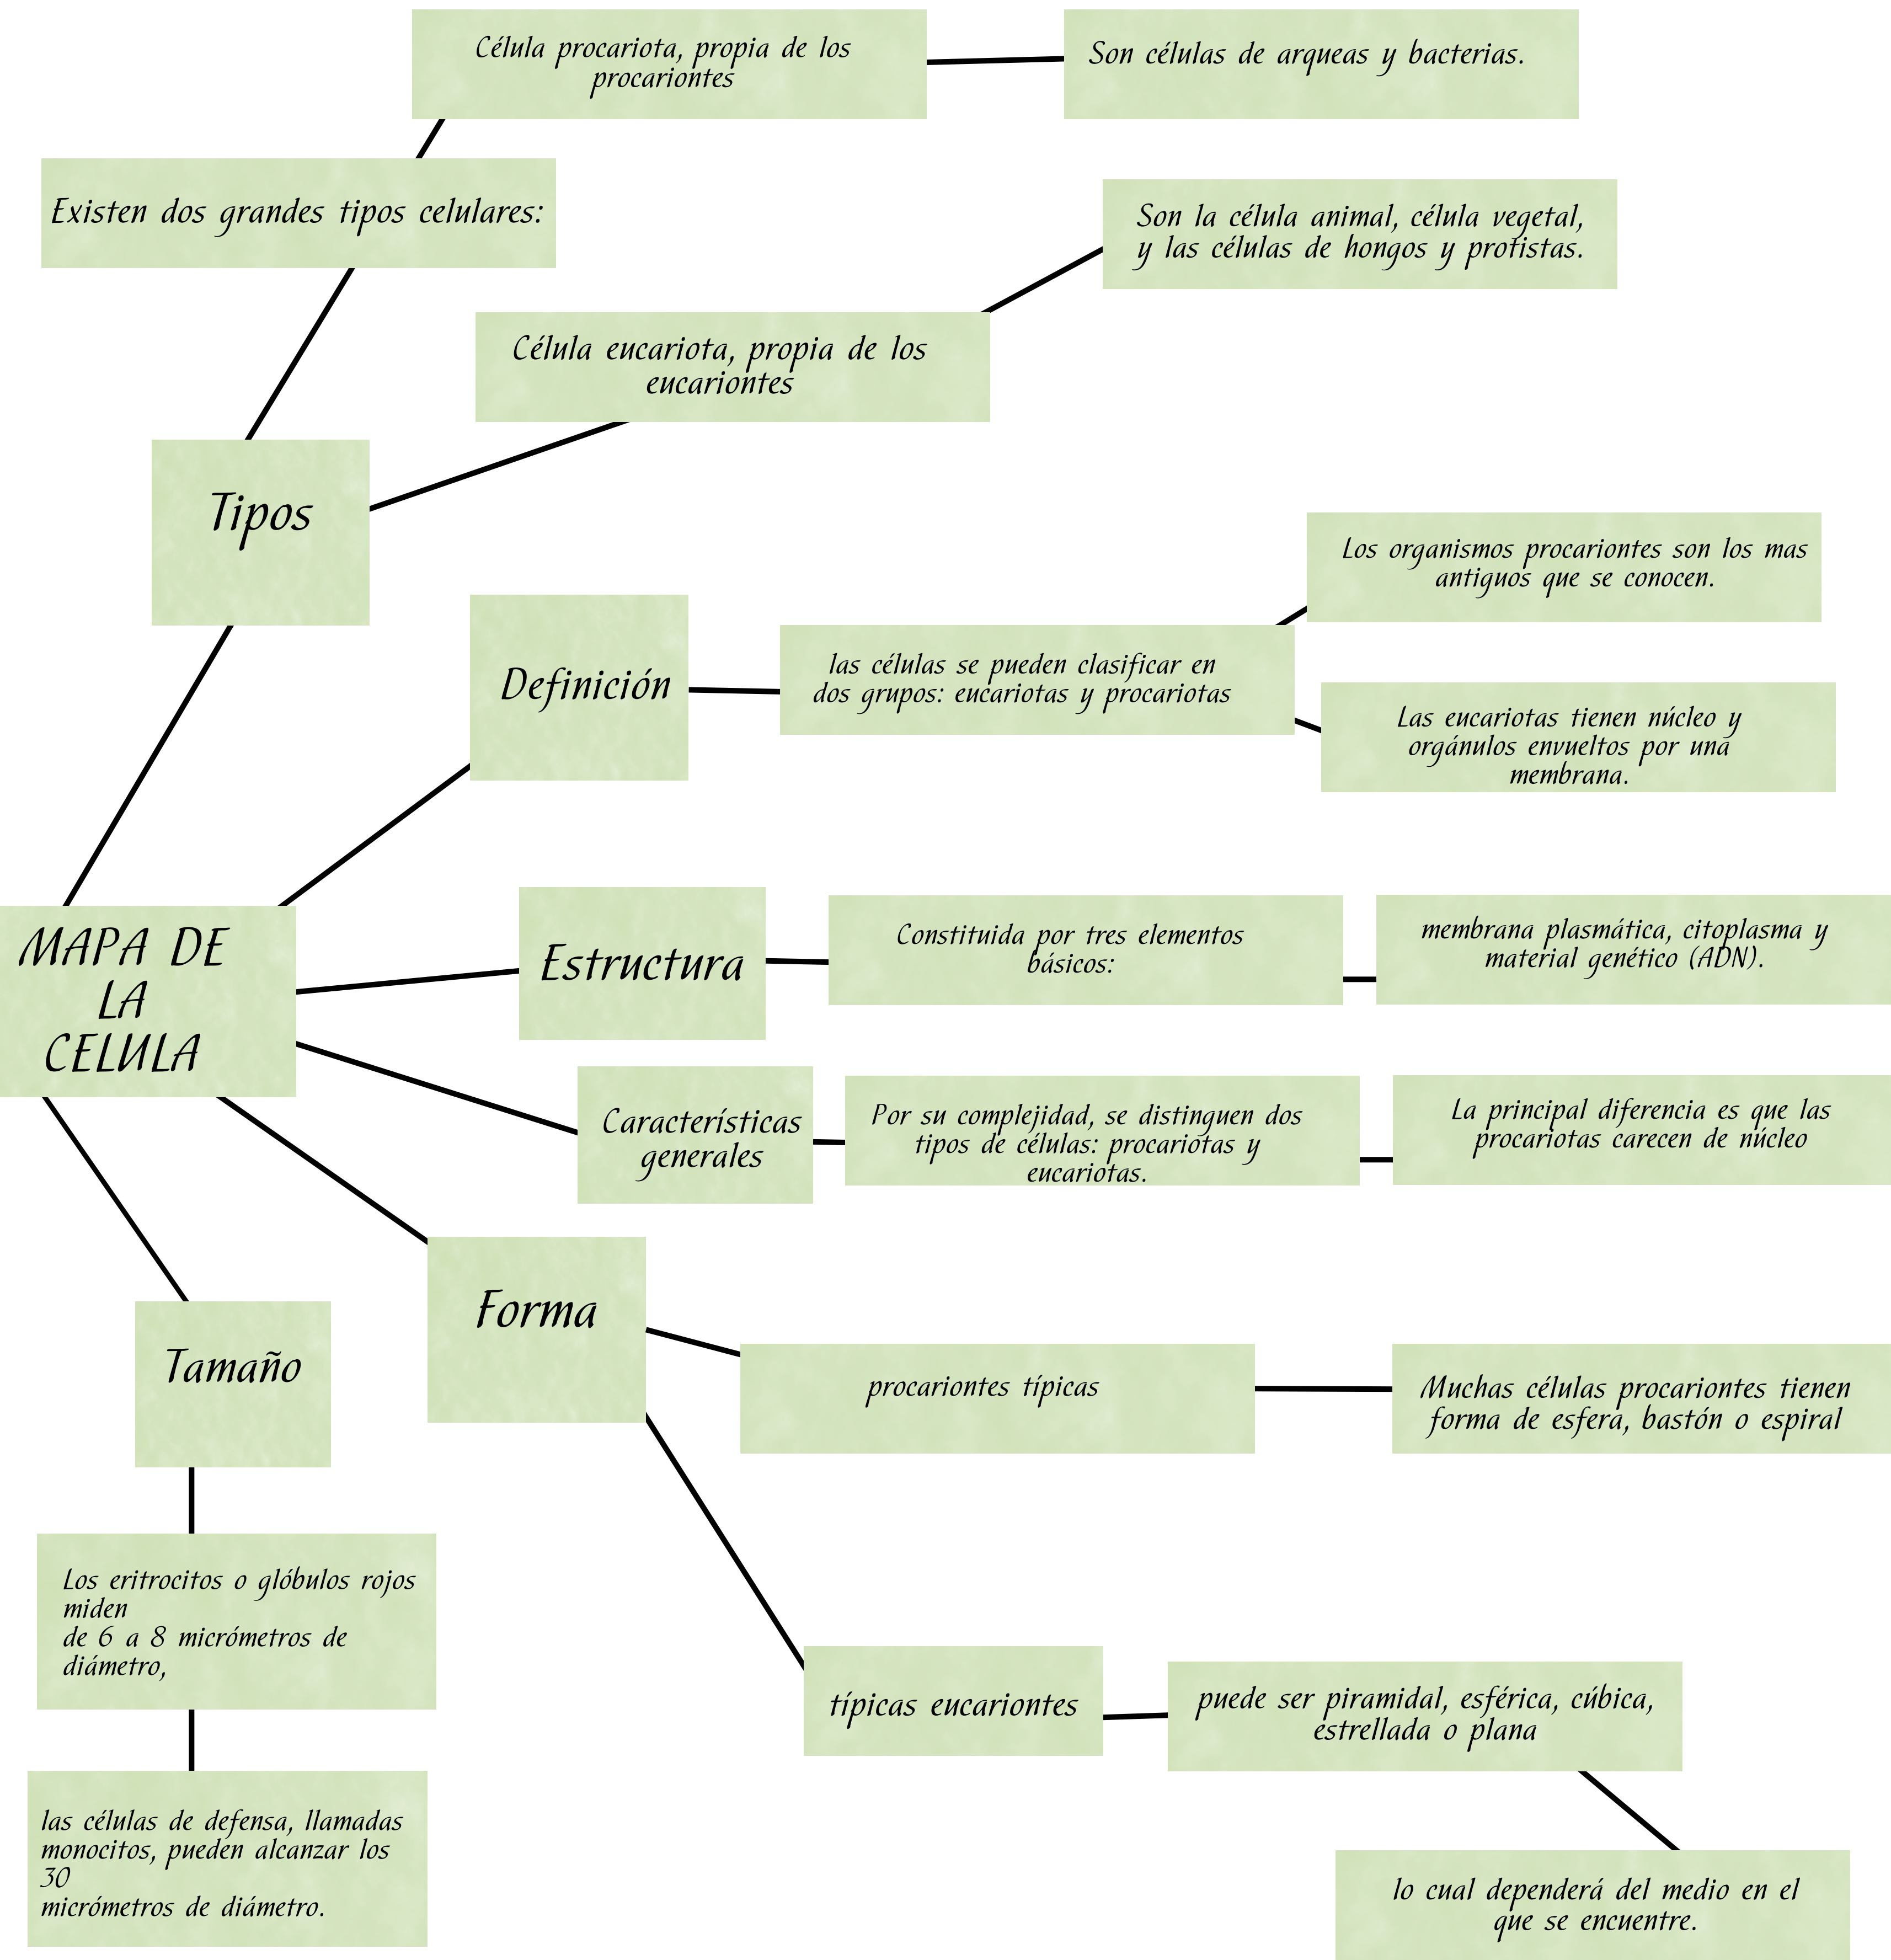 Célula procariota, propia de los
procariontes
Son células de arqueas y bacterias.
Existen dos grandes tipos celulares:
Son la célula animal, célula vegetal,
y las células de hongos y protistas.
Célula eucariota, propia de los
eucariontes
Tipos
Los organismos procariontes son los mas
antiguos que se conocen.
Definición
las células se pueden clasificar en
dos grupos: eucariotas y procariotas
Las eucariotas tienen núcleo y
orgánulos envueltos por una
membrana.
MAPA DE
LA
CELULA
Estructura
Constituida por tres elementos
básicos:
membrana plasmática, citoplasma y
material genético (ADN).
Características
generales
Por su complejidad, se distinguen dos
tipos de células: procariotas y
eucariotas.
La principal diferencia es que las
procariotas carecen de núcleo
Forma
procariontes típicas
Muchas células procariontes tienen
forma de esfera, bastón o espiral
Tamaño
Los eritrocitos o glóbulos rojos
miden
de 6 a 8 micrómetros de
diámetro,
típicas eucariontes
puede ser piramidal, esférica, cúbica,
estrellada o plana
las células de defensa, llamadas
monocitos, pueden alcanzar los
30
micrómetros de diámetro.
lo cual dependerá del medio en el
que se encuentre.